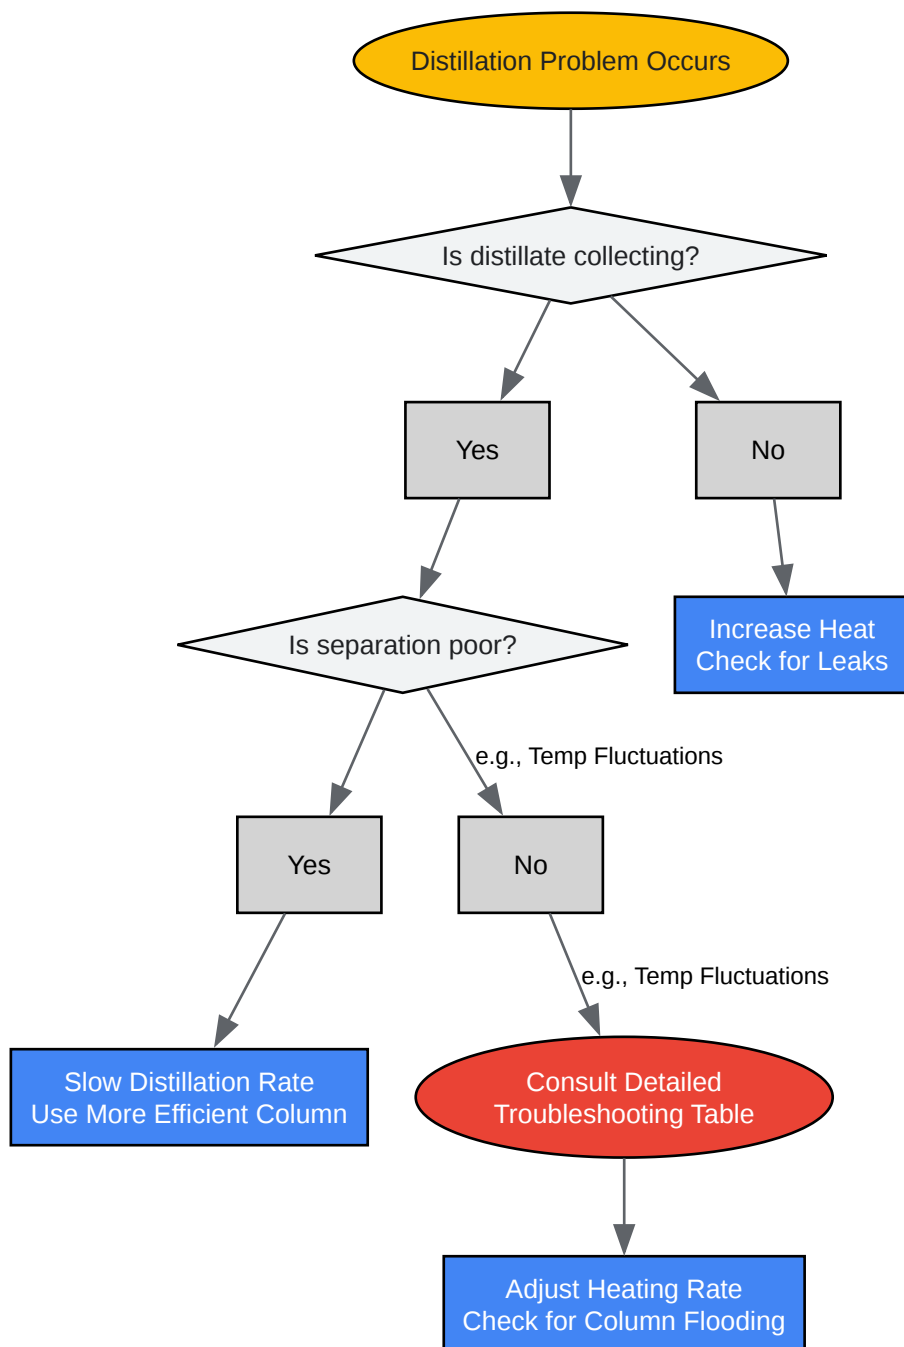 Distillation Problem Occurs
Is distillate collecting?
Yes
No
Increase Heat
Check for Leaks
Is separation poor?
e.g., Temp Fluctuations
Yes
No
e.g., Temp Fluctuations
Slow Distillation Rate
Use More Efficient Column
Consult Detailed
Troubleshooting Table
Adjust Heating Rate
Check for Column Flooding